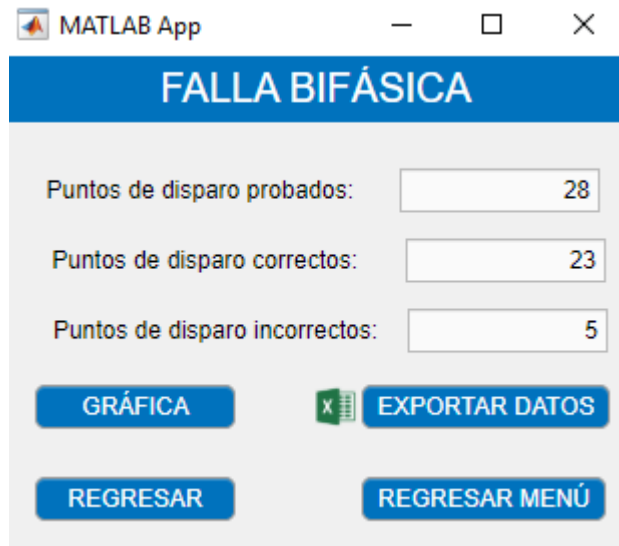 MATLAB App
FALLA BIFÁSICA
Puntos de disparo probados: 28
Puntos de disparo correctos: 23
Puntos de disparo incorrectos: 5
GRÁFICA EXPORTAR DATOS
REGRESAR REGRESAR MENÚ